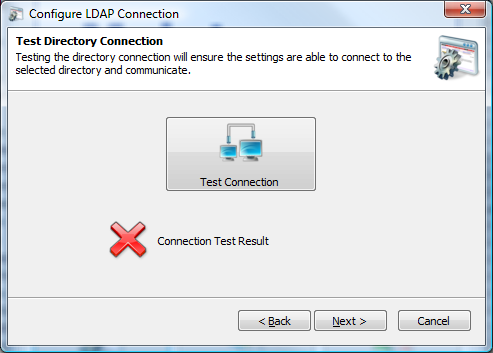 Configure LDAP Connection
Test Directory Connection
Testing the directory connection will ensure the settings are able to connect to the
selected directory and communicate.
Test Connection
Connection Test Result
< Back
Next >
Cancel